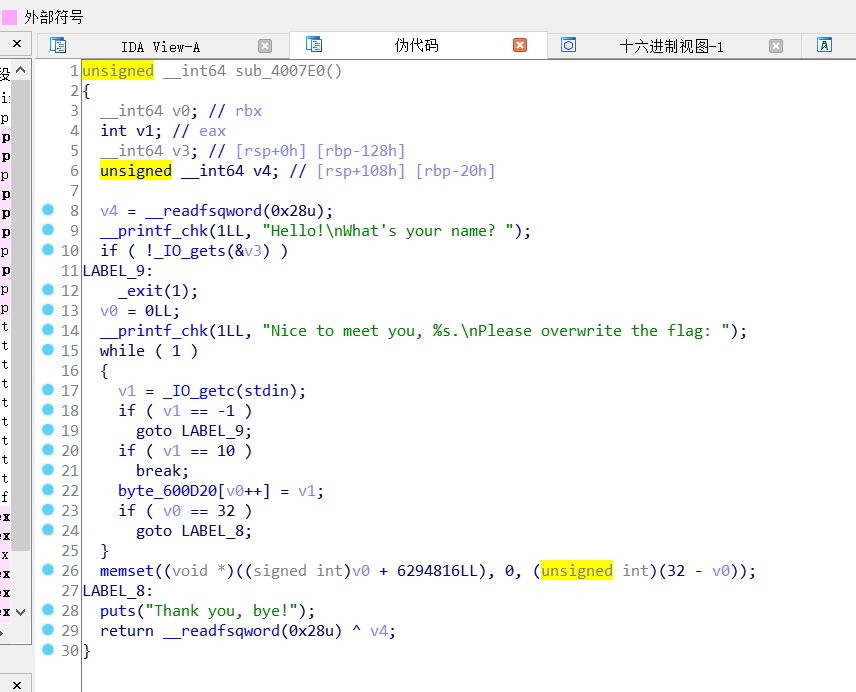 外部符号
IDA View-A
伪代码
十六进制视图-1
1 unsigned __int64 sub_4007E0()
2 {
3 __int64 v0; // rbx
4 int v1; // eax
5 __int64 v3; // [rsp+0h] [rbp-128h]
6 unsigned __int64 v4; // [rsp+108h] [rbp-20h]
7
8 v4 = __readfsqword(0x28u);
9 __printf_chk(1LL, "Hello!\nWhat's your name? ");
10 if ( !_IO_gets(&v3) )
11 LABEL_9:
12 _exit(1);
13 v0 = 0LL;
14 __printf_chk(1LL, "Nice to meet you, %s.\nPlease overwrite the flag: ");
15 while ( 1 )
16 {
17 v1 = _IO_getc(stdin);
18 if ( v1 == -1 )
19 goto LABEL_9;
20 if ( v1 == 10 )
21 break;
22 byte_600D20[v0++] = v1;
23 if ( v0 == 32 )
24 goto LABEL_8;
25 }
26 memset((void *)((signed int)v0 + 6294816LL), 0, (unsigned int)(32 - v0));
27 LABEL_8:
28 puts("Thank you, bye!");
29 return __readfsqword(0x28u) ^ v4;
30 }